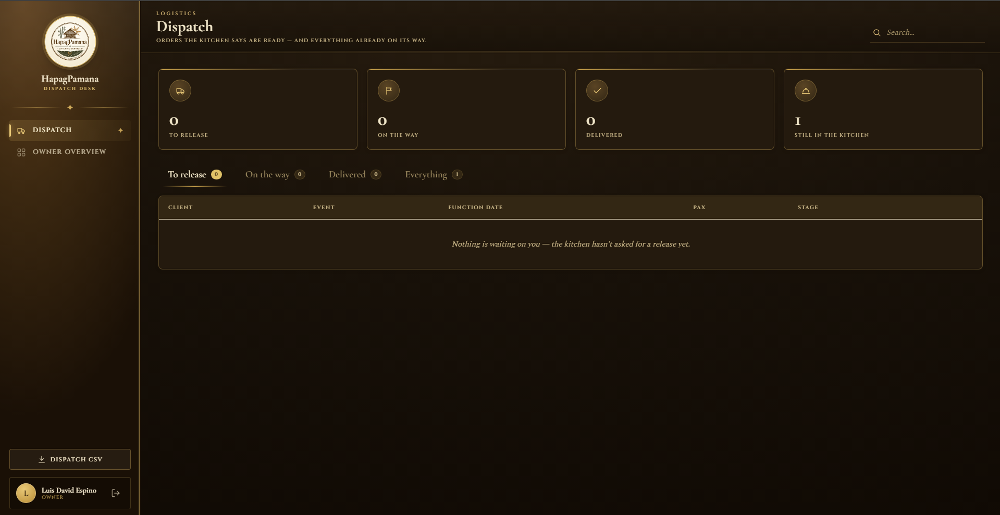 HapagPamana
CATERING SERVICES
HapagPamana
DISPATCH DESK
DISPATCH
OWNER OVERVIEW
DISPATCH CSV
L
Luis David Espino
OWNER
LOGISTICS
Dispatch
ORDERS THE KITCHEN SAYS ARE READY — AND EVERYTHING ALREADY ON ITS WAY.
Search...
0
TO RELEASE
0
ON THE WAY
0
DELIVERED
1
STILL IN THE KITCHEN
To release 0 On the way 0 Delivered 0 Everything 1
CLIENT EVENT FUNCTION DATE PAX STAGE
Nothing is waiting on you — the kitchen hasn't asked for a release yet.